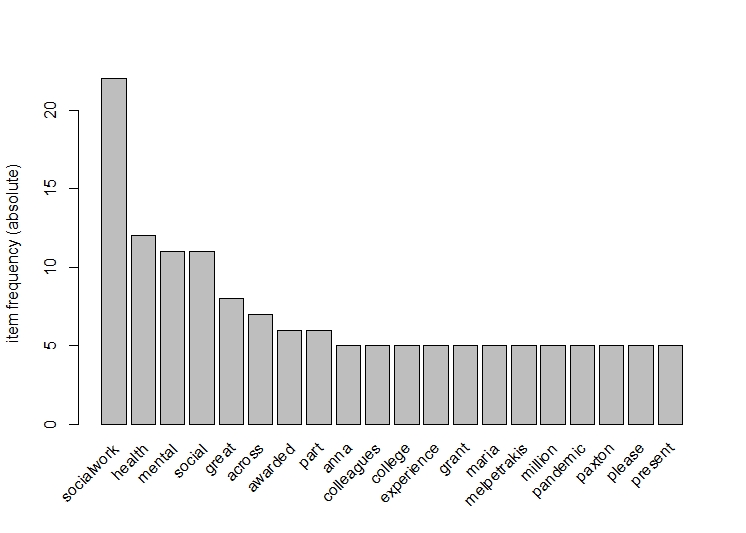 item frequency (absolute)
20
15
10
5
0
socialwork
health
mental
social
great
across
awarded
part
anna
colleagues
college
experience
grant
maria
melpetrakis
million
pandemic
paxton
please
present